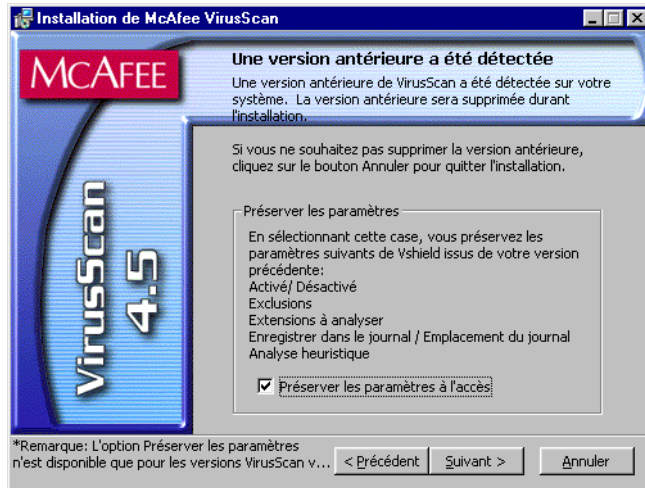 Installation de McAfee VirusScan
McAFEE
VirusScan
4.5
Une version antérieure a été détectée
Une version antérieure de VirusScan a été détectée sur votre
système. La version antérieure sera supprimée durant
l'installation.
Si vous ne souhaitez pas supprimer la version antérieure,
cliquez sur le bouton Annuler pour quitter l'installation.
Préserver les paramètres
En sélectionnant cette case, vous préservez les
paramètres suivants de Vshield issus de votre version
précédente:
Activé/ Désactivé
Exclusions
Extensions à analyser
Enregistrer dans le journal / Emplacement du journal
Analyse heuristique
Préserver les paramètres à l'accès
*Remarque: L'option Préserver les paramètres
n'est disponible que pour les versions VirusScan v...
< Précédent
Suivant >
Annuler